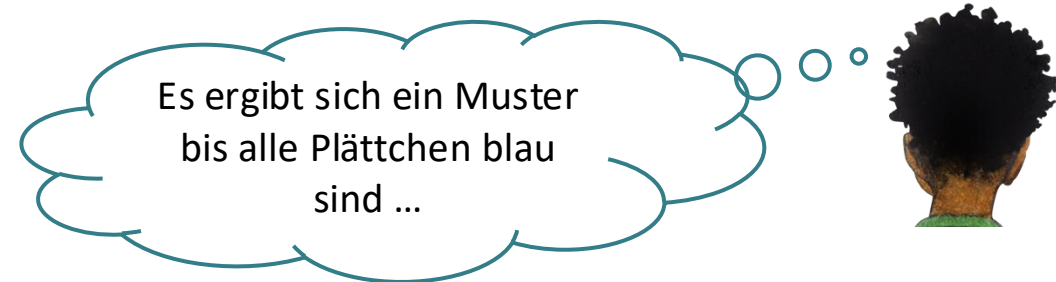 Es ergibt sich ein Muster
bis alle Plättchen blau
sind ...